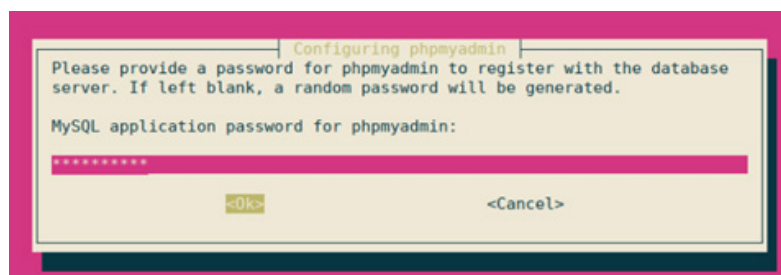 Configuring phpmyadmin
Please provide a password for phpmyadmin to register with the database
server. If left blank, a random password will be generated.
MySQL application password for phpmyadmin:
**********
<Ok> <Cancel>